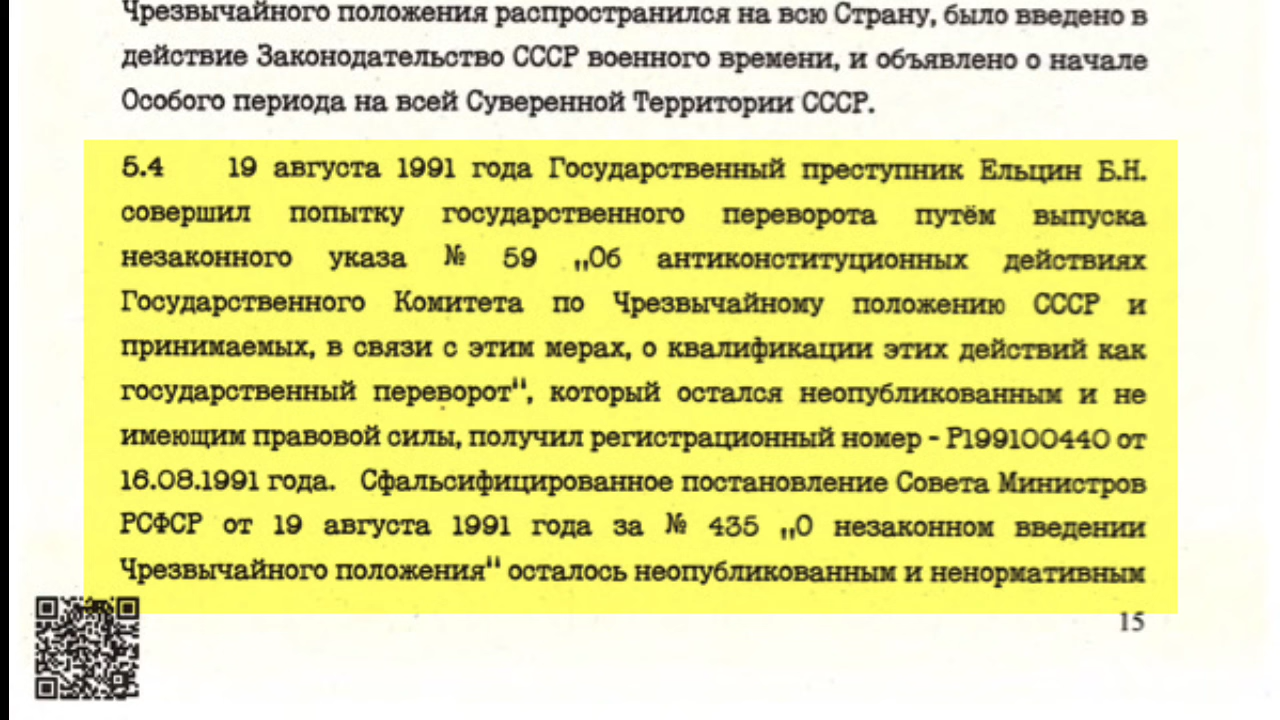 Чрезвычайного положения распространился на всю Страну, было введено в
действие Законодательство СССР военного времени, и объявлено о начале
Особого периода на всей Суверенной Территории СССР.
5.4 19 августа 1991 года Государственный преступник Ельцин Б.Н.
совершил попытку государственного переворота путём выпуска
незаконного указа № 59 „Об антиконституционных действиях
Государственного Комитета по Чрезвычайному положению СССР и
принимаемых, в связи с этим мерах, о квалификации этих действий как
государственный переворот", который остался неопубликованным и не
имеющим правовой силы, получил регистрационный номер - Р199100440 от
16.08.1991 года. Сфальсифицированное постановление Совета Министров
РСФСР от 19 августа 1991 года за № 435 „О незаконном введении
Чрезвычайного положения" осталось неопубликованным и ненормативным
15